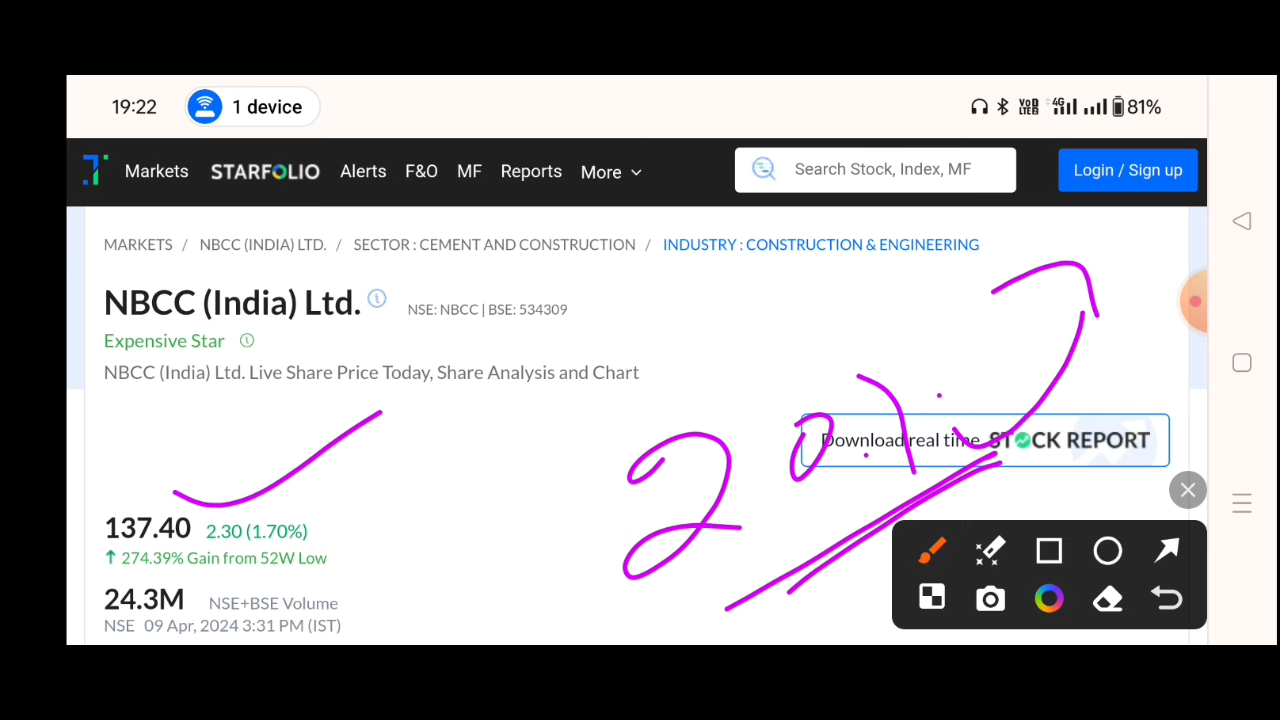 19:22 1 device VoD LTE2 4G 81%
Markets STARFOLIO Alerts F&O MF Reports More Search Stock, Index, MF Login / Sign up
MARKETS / NBCC (INDIA) LTD. / SECTOR : CEMENT AND CONSTRUCTION / INDUSTRY : CONSTRUCTION & ENGINEERING
NBCC (India) Ltd. NSE: NBCC | BSE: 534309
Expensive Star
NBCC (India) Ltd. Live Share Price Today, Share Analysis and Chart
Download real time STOCK REPORT
20%
137.40 2.30 (1.70%)
↑ 274.39% Gain from 52W Low
24.3M NSE+BSE Volume
NSE 09 Apr, 2024 3:31 PM (IST)